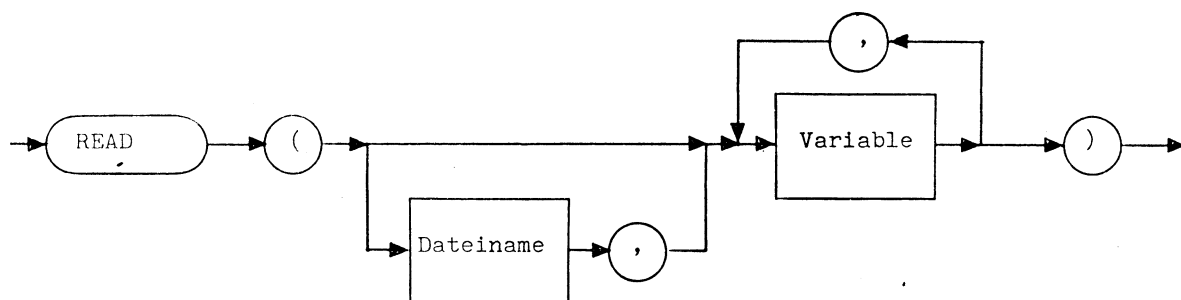 ,
READ ( Variable )
Dateiname ,